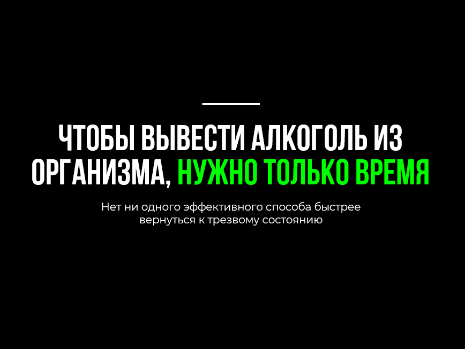 ЧТОБЫ ВЫВЕСТИ АЛКОГОЛЬ ИЗ
ОРГАНИЗМА, НУЖНО ТОЛЬКО ВРЕМЯ
Нет ни одного эффективного способа быстрее
вернуться к трезвому состоянию